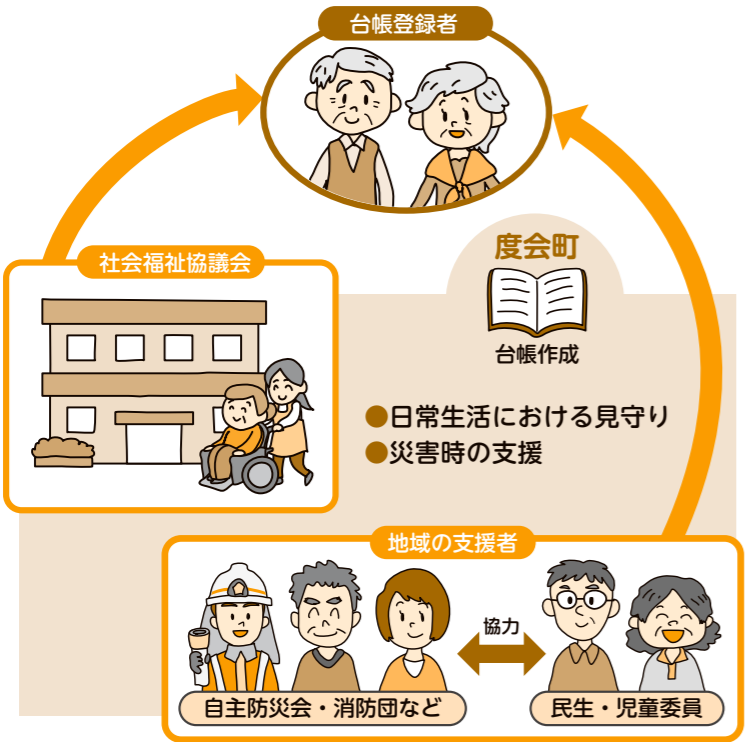 台帳登録者
社会福祉協議会
度会町
台帳作成
●日常生活における見守り
●災害時の支援
地域の支援者
協力
自主防災会・消防団など
民生・児童委員